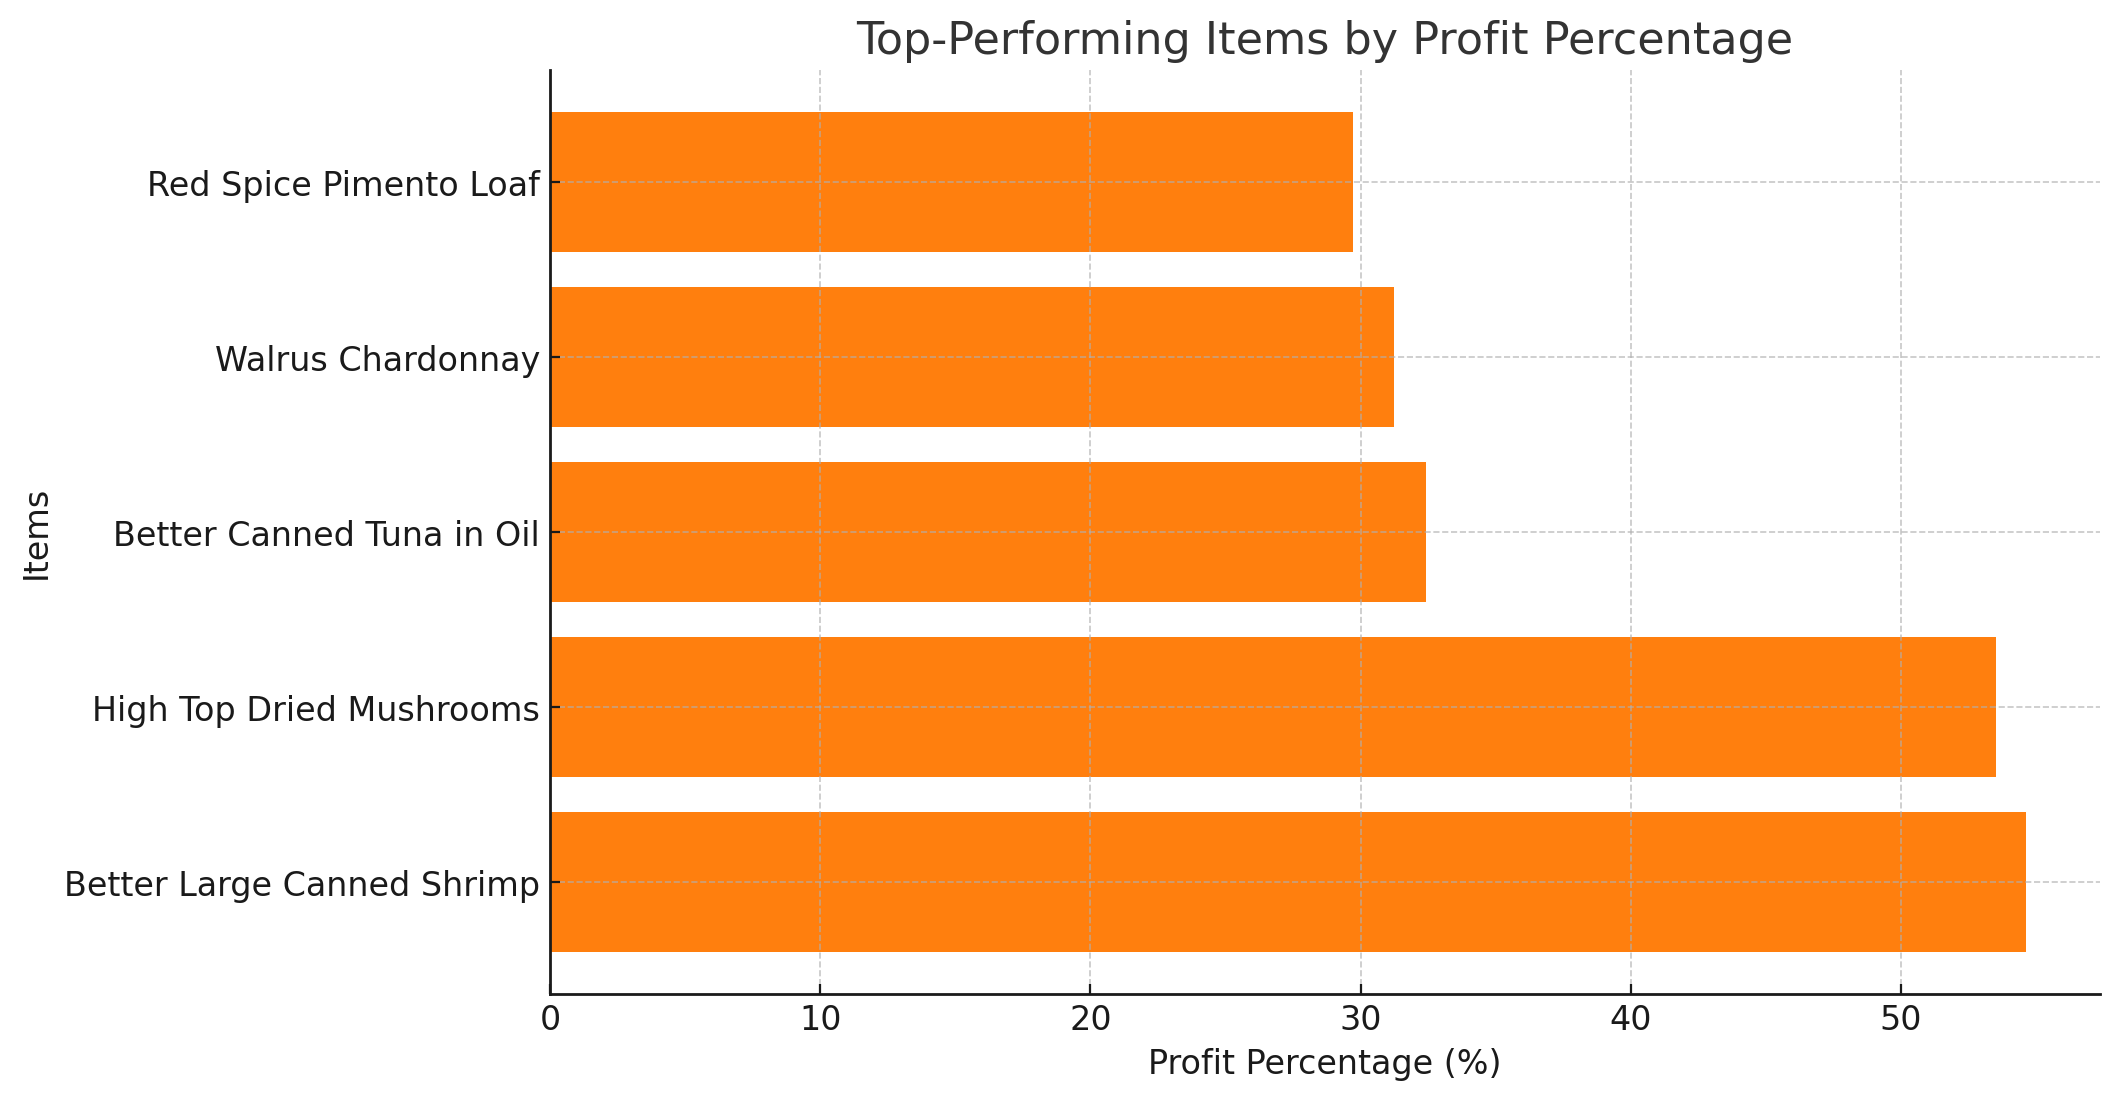 Top-Performing Items by Profit Percentage
Red Spice Pimento Loaf
Walrus Chardonnay
Better Canned Tuna in Oil
High Top Dried Mushrooms
Better Large Canned Shrimp
Items
0 10 20 30 40 50
Profit Percentage (%)